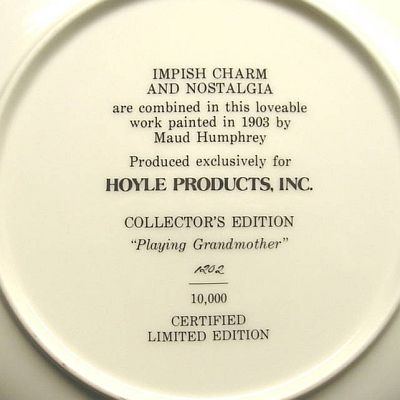 IMPISH CHARM
AND NOSTALGIA
are combined in this loveable
work painted in 1903 by
Maud Humphrey
Produced exclusively for
HOYLE PRODUCTS, INC.
COLLECTOR'S EDITION
"Playing Grandmother"
1202
10,000
CERTIFIED
LIMITED EDITION